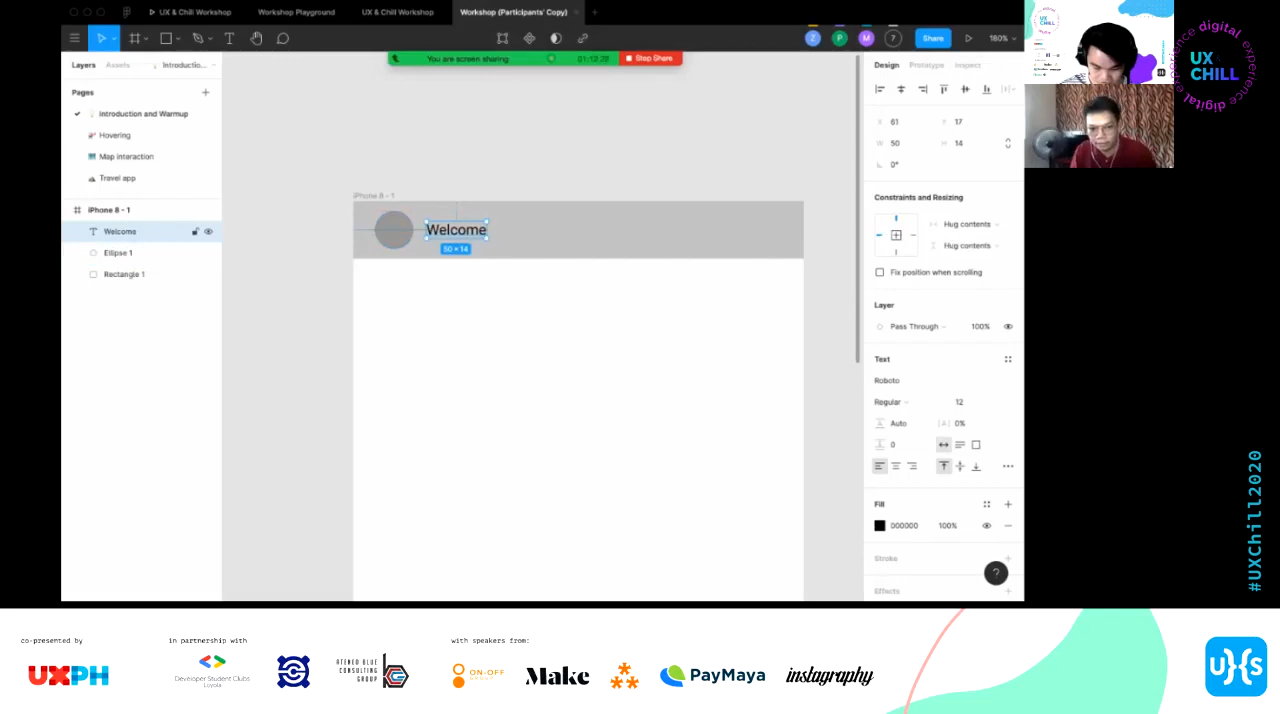 UX & Chill Workshop
Workshop Playground
UX & Chill Workshop
Workshop (Participants' Copy)
Share
180%
You are screen sharing
Stop Share
Layers
Assets
Introductio...
Pages
Introduction and Warmup
Hovering
Map interaction
Travel app
iPhone 8 - 1
Welcome
Ellipse 1
Rectangle 1
iPhone 8 - 1
Welcome
50 × 14
Design
Prototype
Inspect
X 61
Y 17
W 50
H 14
0°
Constraints and Resizing
Hug contents
Hug contents
Fix position when scrolling
Layer
Pass Through
100%
Text
Roboto
Regular
12
Auto
0%
0
Fill
000000
100%
Stroke
Effects
?
UX
CHILL
digital experience digital experience
#UXChill2020
co-presented by
UXPH
in partnership with
Developer Student Clubs
Loyola
ATENEO BLUE
CONSULTING
GROUP
with speakers from:
ON-OFF
GROUP
Make
PayMaya
instagraphy